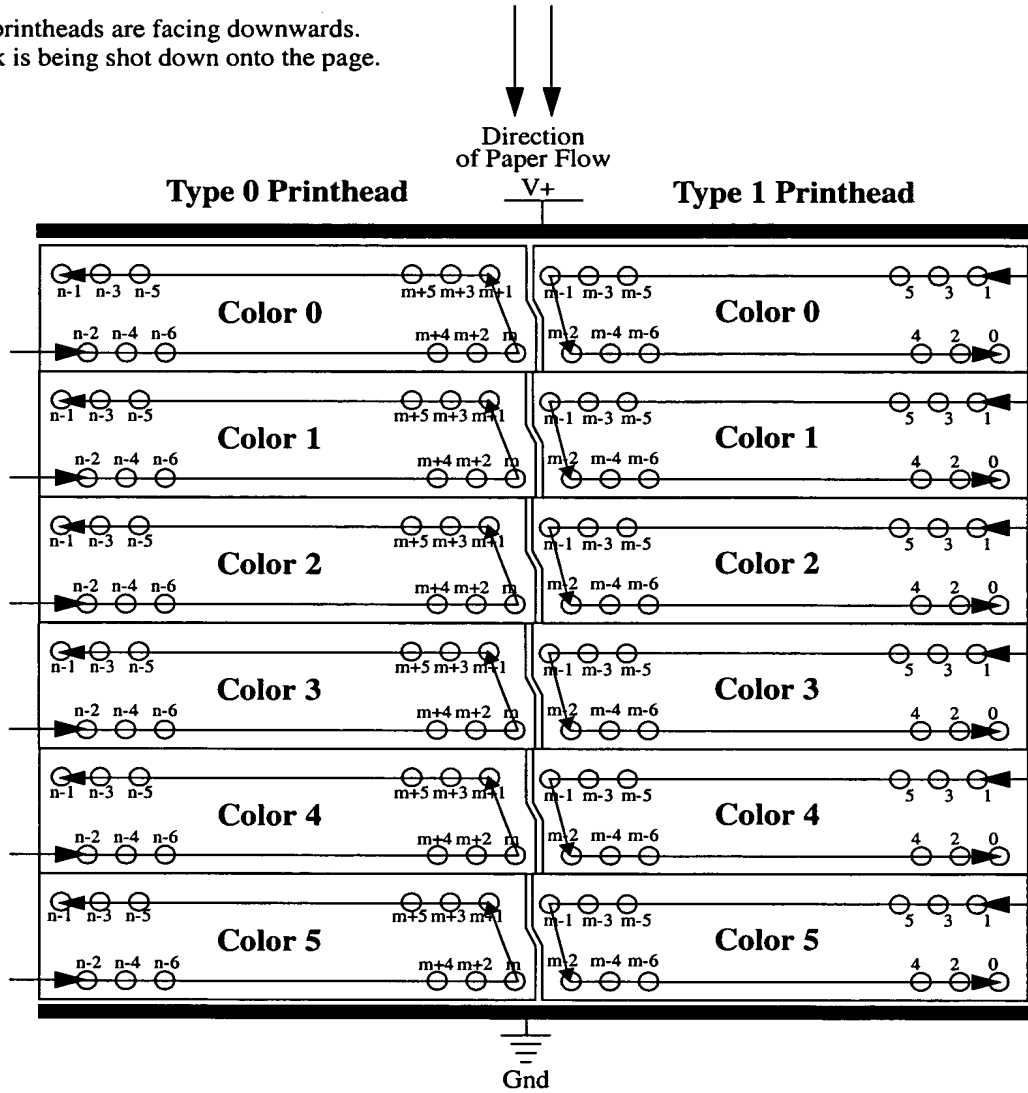 printheads are facing downwards.
is being shot down onto the page.
Direction
of Paper Flow
Type 0 Printhead V+ Type 1 Printhead
n-1 n-3 n-5 m+5 m+3 m+1 m-1 m-3 m-5 5 3 1
Color 0 Color 0
n-2 n-4 n-6 m+4 m+2 m m-2 m-4 m-6 4 2 0
n-1 n-3 n-5 m+5 m+3 m+1 m-1 m-3 m-5 5 3 1
Color 1 Color 1
n-2 n-4 n-6 m+4 m+2 m m-2 m-4 m-6 4 2 0
n-1 n-3 n-5 m+5 m+3 m+1 m-1 m-3 m-5 5 3 1
Color 2 Color 2
n-2 n-4 n-6 m+4 m+2 m m-2 m-4 m-6 4 2 0
n-1 n-3 n-5 m+5 m+3 m+1 m-1 m-3 m-5 5 3 1
Color 3 Color 3
n-2 n-4 n-6 m+4 m+2 m m-2 m-4 m-6 4 2 0
n-1 n-3 n-5 m+5 m+3 m+1 m-1 m-3 m-5 5 3 1
Color 4 Color 4
n-2 n-4 n-6 m+4 m+2 m m-2 m-4 m-6 4 2 0
n-1 n-3 n-5 m+5 m+3 m+1 m-1 m-3 m-5 5 3 1
Color 5 Color 5
n-2 n-4 n-6 m+4 m+2 m m-2 m-4 m-6 4 2 0
Gnd